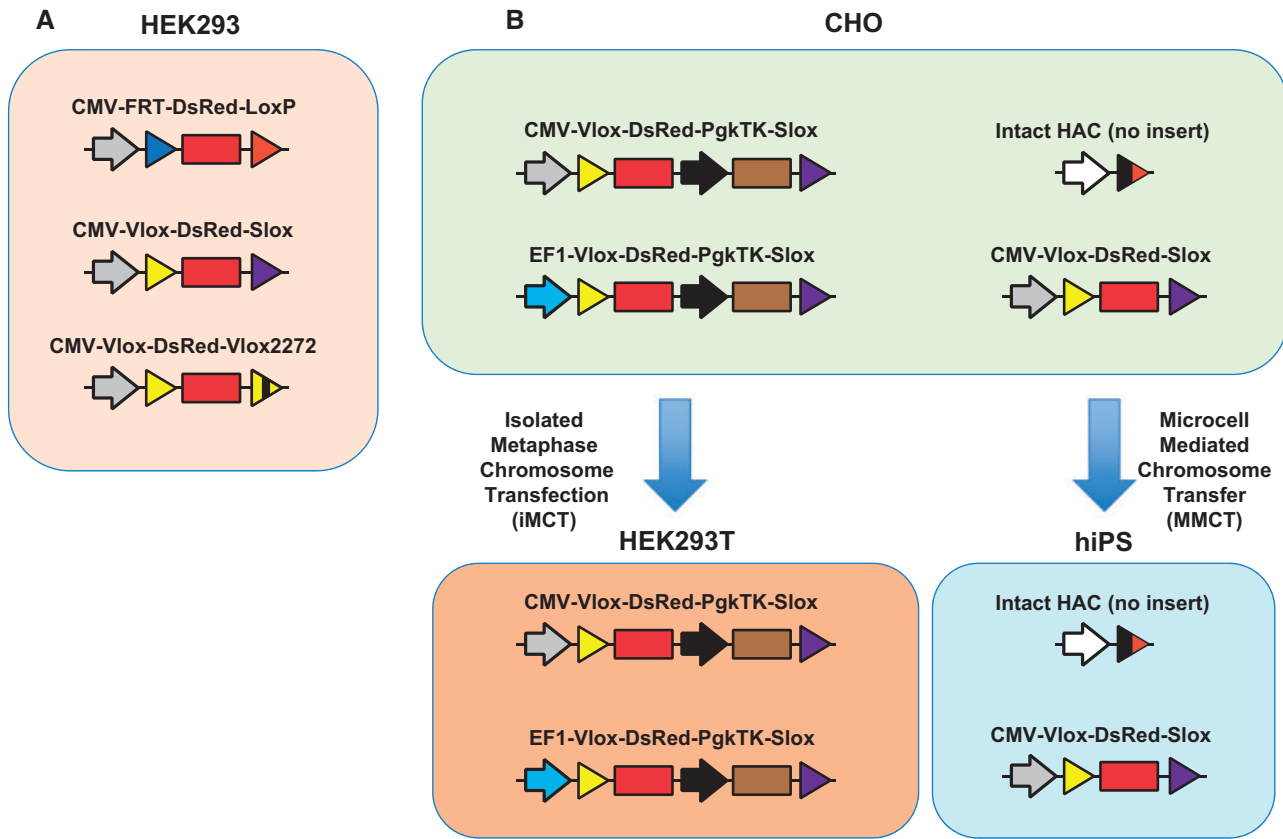 A
HEK293
CMV-FRT-DsRed-LoxP
CMV-Vlox-DsRed-Slox
CMV-Vlox-DsRed-Vlox2272
B
CHO
CMV-Vlox-DsRed-PgkTK-Slox
Intact HAC (no insert)
EF1-Vlox-DsRed-PgkTK-Slox
CMV-Vlox-DsRed-Slox
Isolated
Metaphase
Chromosome
Transfection
(iMCT)
Microcell
Mediated
Chromosome
Transfer
(MMCT)
HEK293T
CMV-Vlox-DsRed-PgkTK-Slox
EF1-Vlox-DsRed-PgkTK-Slox
hiPS
Intact HAC (no insert)
CMV-Vlox-DsRed-Slox